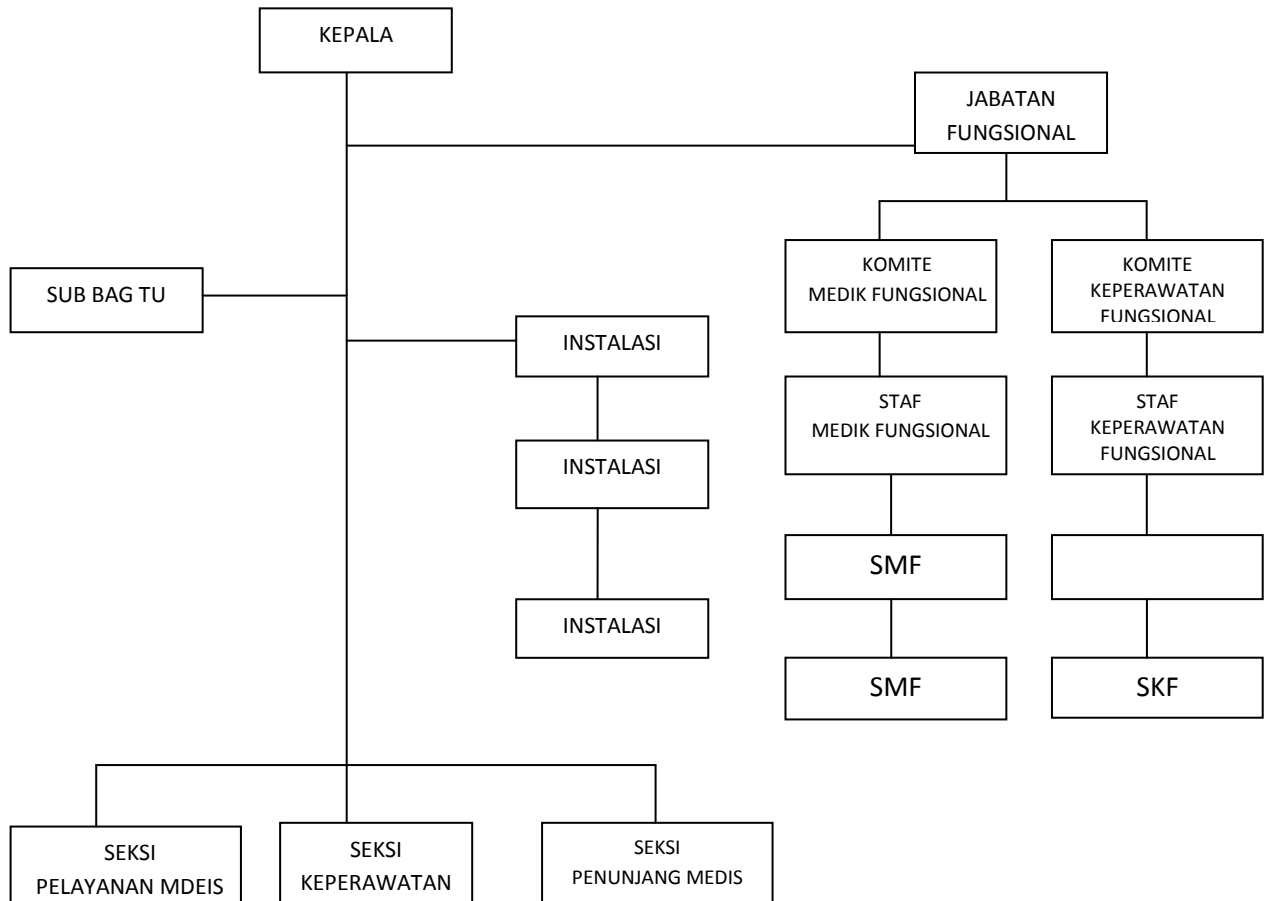 KEPALA
JABATAN
FUNGSIONAL
SUB BAG TU
KOMITE
MEDIK FUNGSIONAL
KOMITE
KEPERAWATAN
FUNGSIONAL
INSTALASI
STAF
MEDIK FUNGSIONAL
STAF
KEPERAWATAN
FUNGSIONAL
INSTALASI
SMF
INSTALASI
SMF
SKF
SEKSI
PELAYANAN MDEIS
SEKSI
KEPERAWATAN
SEKSI
PENUNJANG MEDIS